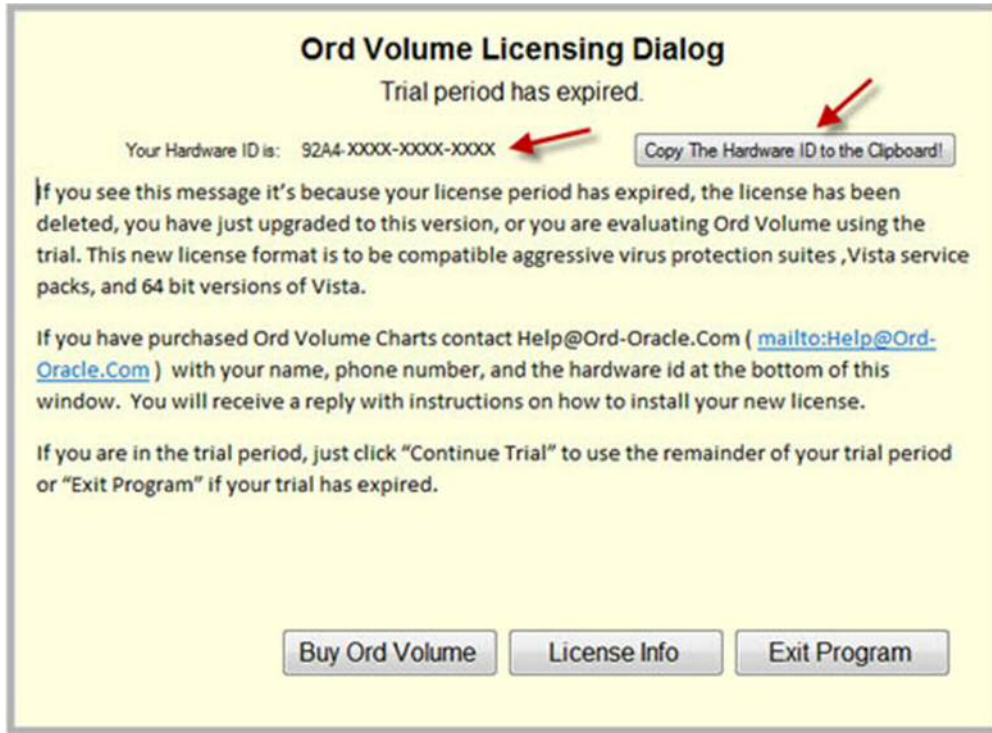 Ord Volume Licensing Dialog
Trial period has expired.
Your Hardware ID is: 92A4-XXXX-XXXX-XXXX
Copy The Hardware ID to the Clipboard!
If you see this message it's because your license period has expired, the license has been
deleted, you have just upgraded to this version, or you are evaluating Ord Volume using the
trial. This new license format is to be compatible aggressive virus protection suites ,Vista service
packs, and 64 bit versions of Vista.
If you have purchased Ord Volume Charts contact Help@Ord-Oracle.Com ( mailto:Help@Ord-
Oracle.Com ) with your name, phone number, and the hardware id at the bottom of this
window. You will receive a reply with instructions on how to install your new license.
If you are in the trial period, just click “Continue Trial” to use the remainder of your trial period
or “Exit Program” if your trial has expired.
Buy Ord Volume
License Info
Exit Program